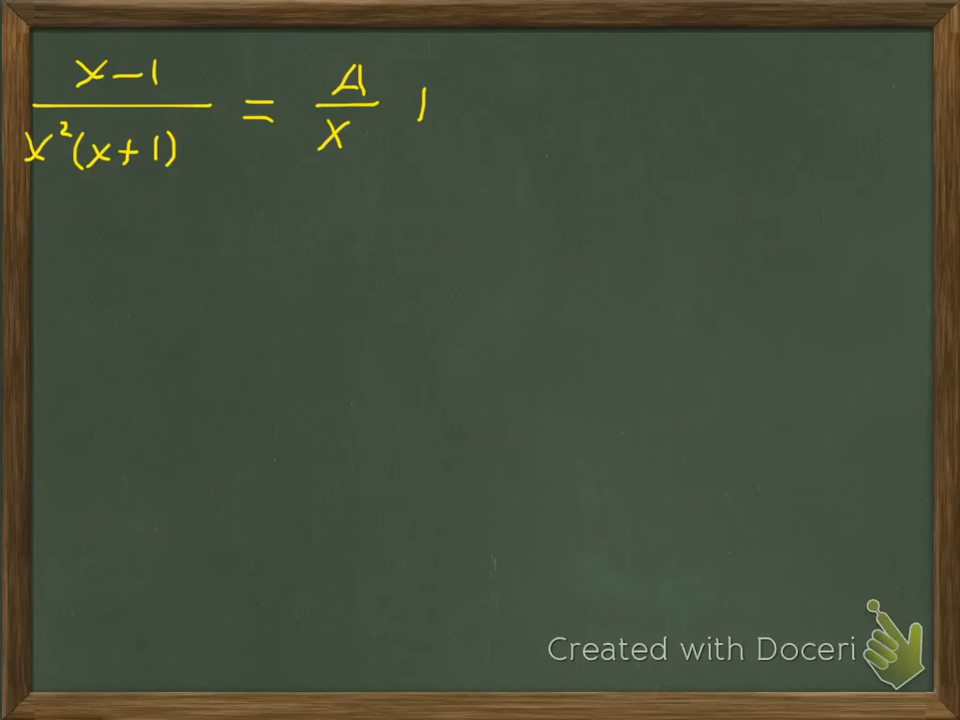 x-1 / x²(x+1) = A/x 1
Created with Doceri